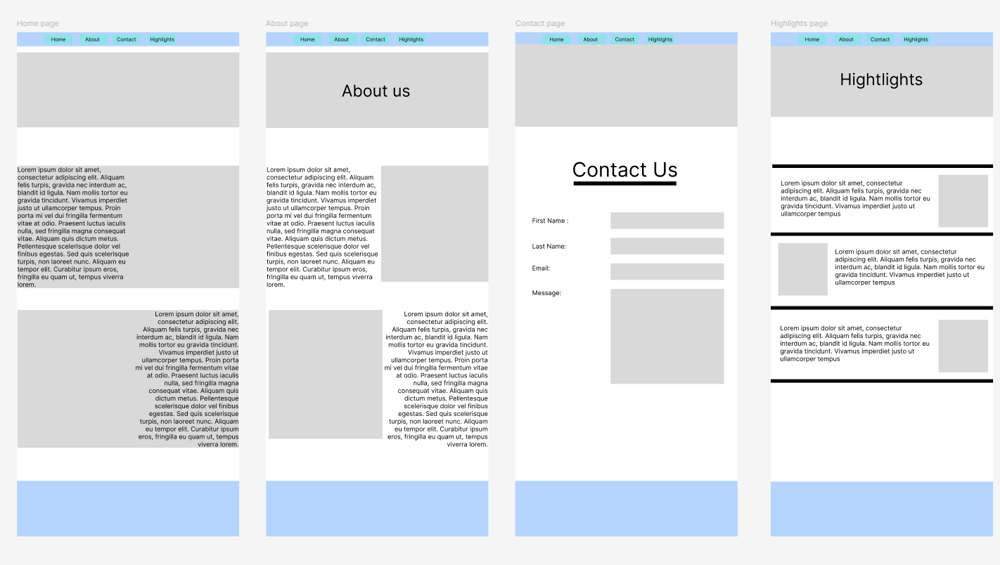 Home page
Home About Contact Highlights
Lorem ipsum dolor sit amet,
consectetur adipiscing elit. Aliquam
felis turpis, gravida nec interdum ac,
blandit id ligula. Nam mollis tortor eu
gravida tincidunt. Vivamus imperdiet
justo ut ullamcorper tempus. Proin
porta mi vel dui fringilla fermentum
vitae at odio. Praesent luctus iaculis
nulla, sed fringilla magna consequat
vitae. Aliquam quis dictum metus.
Pellentesque scelerisque dolor vel
finibus egestas. Sed quis scelerisque
turpis, non laoreet nunc. Aliquam eu
tempor elit. Curabitur ipsum eros,
fringilla eu quam ut, tempus viverra
lorem.
Lorem ipsum dolor sit amet,
consectetur adipiscing elit.
Aliquam felis turpis, gravida nec
interdum ac, blandit id ligula. Nam
mollis tortor eu gravida tincidunt.
Vivamus imperdiet justo ut
ullamcorper tempus. Proin porta
mi vel dui fringilla fermentum vitae
at odio. Praesent luctus iaculis
nulla, sed fringilla magna
consequat vitae. Aliquam quis
dictum metus. Pellentesque
scelerisque dolor vel finibus
egestas. Sed quis scelerisque
turpis, non laoreet nunc. Aliquam
eu tempor elit. Curabitur ipsum
eros, fringilla eu quam ut, tempus
viverra lorem.
About page
Home About Contact Highlights
About us
Lorem ipsum dolor sit amet,
consectetur adipiscing elit. Aliquam
felis turpis, gravida nec interdum ac,
blandit id ligula. Nam mollis tortor eu
gravida tincidunt. Vivamus imperdiet
justo ut ullamcorper tempus. Proin
porta mi vel dui fringilla fermentum
vitae at odio. Praesent luctus iaculis
nulla, sed fringilla magna consequat
vitae. Aliquam quis dictum metus.
Pellentesque scelerisque dolor vel
finibus egestas. Sed quis scelerisque
turpis, non laoreet nunc. Aliquam eu
tempor elit. Curabitur ipsum eros,
fringilla eu quam ut, tempus viverra
lorem.
Lorem ipsum dolor sit amet,
consectetur adipiscing elit.
Aliquam felis turpis, gravida nec
interdum ac, blandit id ligula. Nam
mollis tortor eu gravida tincidunt.
Vivamus imperdiet justo ut
ullamcorper tempus. Proin porta
mi vel dui fringilla fermentum vitae
at odio. Praesent luctus iaculis
nulla, sed fringilla magna
consequat vitae. Aliquam quis
dictum metus. Pellentesque
scelerisque dolor vel finibus
egestas. Sed quis scelerisque
turpis, non laoreet nunc. Aliquam
eu tempor elit. Curabitur ipsum
eros, fringilla eu quam ut, tempus
viverra lorem.
Contact page
Home About Contact Highlights
Contact Us
First Name :
Last Name:
Email:
Message:
Highlights page
Home About Contact Highlights
Hightlights
Lorem ipsum dolor sit amet, consectetur
adipiscing elit. Aliquam felis turpis, gravida nec
interdum ac, blandit id ligula. Nam mollis tortor eu
gravida tincidunt. Vivamus imperdiet justo ut
ullamcorper tempus
Lorem ipsum dolor sit amet, consectetur
adipiscing elit. Aliquam felis turpis, gravida nec
interdum ac, blandit id ligula. Nam mollis tortor eu
gravida tincidunt. Vivamus imperdiet justo ut
ullamcorper tempus
Lorem ipsum dolor sit amet, consectetur
adipiscing elit. Aliquam felis turpis, gravida nec
interdum ac, blandit id ligula. Nam mollis tortor eu
gravida tincidunt. Vivamus imperdiet justo ut
ullamcorper tempus